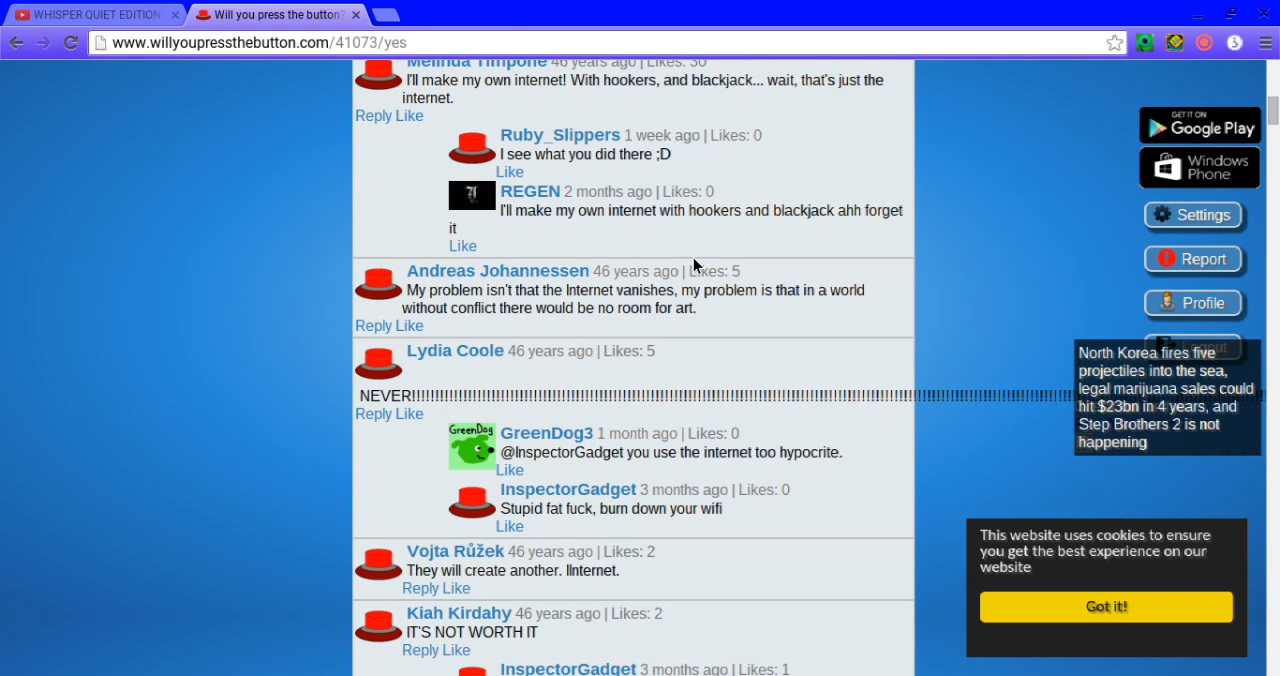 WHISPER QUIET EDITION
Will you press the button?
www.willyoupressthebutton.com/41073/yes
Melinda Timpone 46 years ago | Likes: 30
I'll make my own internet! With hookers, and blackjack... wait, that's just the
internet.
Reply Like
Ruby_Slippers 1 week ago | Likes: 0
I see what you did there ;D
Like
REGEN 2 months ago | Likes: 0
I'll make my own internet with hookers and blackjack ahh forget
it
Like
Andreas Johannessen 46 years ago | Likes: 5
My problem isn't that the Internet vanishes, my problem is that in a world
without conflict there would be no room for art.
Reply Like
Lydia Coole 46 years ago | Likes: 5
NEVER!!!!!!!!!!!!!!!!!!!!!!!!!!!!!!!!!!!!!!!!!!!!!!!!!!!!!!!!!!!!!!!!!!!!!!!!!!!!!!!!!!!!!!!!!!!!!!!!!!!!!!!!!!!!!!!!!!!!!!!!!!!!!!!!!!!!!!!!!!!!!!!!!!!!!!!!!!!!!!!!!!!!!!!!!!!!!!!!!!!!!!!!
Reply Like
GreenDog
GreenDog3 1 month ago | Likes: 0
@InspectorGadget you use the internet too hypocrite.
Like
InspectorGadget 3 months ago | Likes: 0
Stupid fat fuck, burn down your wifi
Like
Vojta Růžek 46 years ago | Likes: 2
They will create another. IInternet.
Reply Like
Kiah Kirdahy 46 years ago | Likes: 2
IT'S NOT WORTH IT
Reply Like
InspectorGadget 3 months ago | Likes: 1
GET IT ON
Google Play
Windows
Phone
Settings
Report
Profile
Logout
North Korea fires five
projectiles into the sea,
legal marijuana sales could
hit $23bn in 4 years, and
Step Brothers 2 is not
happening
This website uses cookies to ensure
you get the best experience on our
website
Got it!